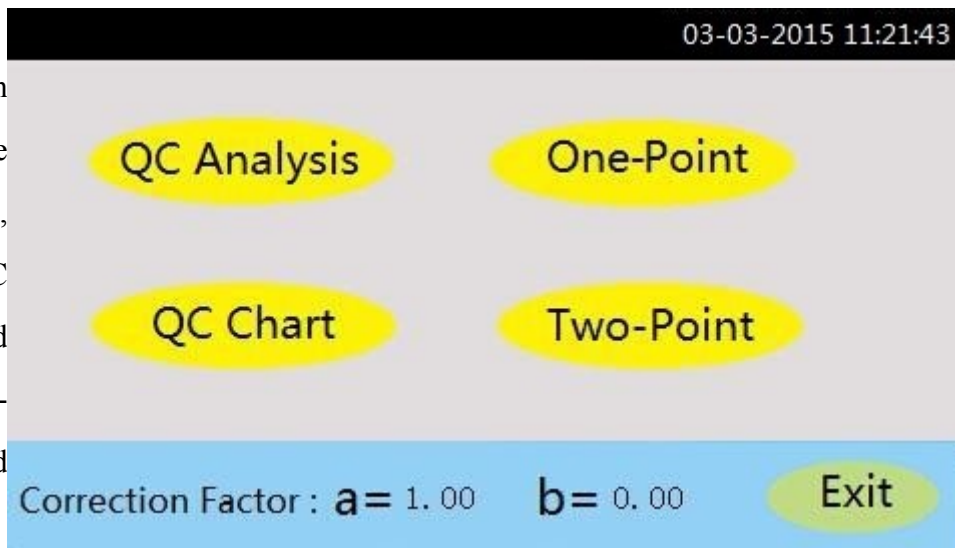 03-03-2015 11:21:43
QC Analysis One-Point
QC Chart Two-Point
Correction Factor : a= 1.00 b= 0.00 Exit